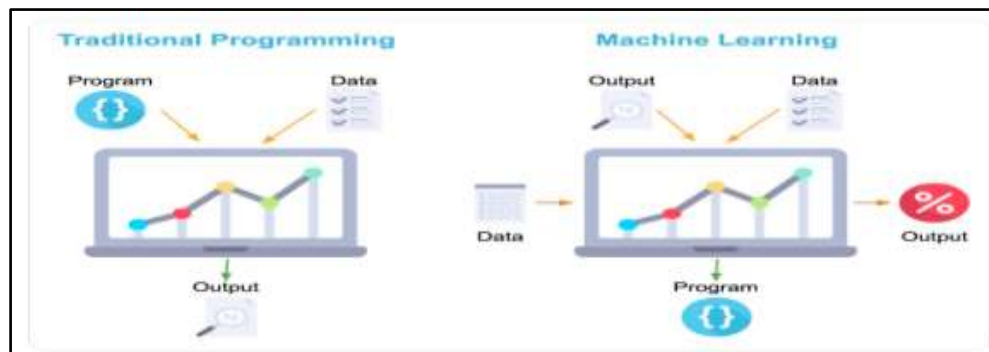 Traditional Programming
Machine Learning
Program
Data
Output
Data
Data
Output
Output
Program